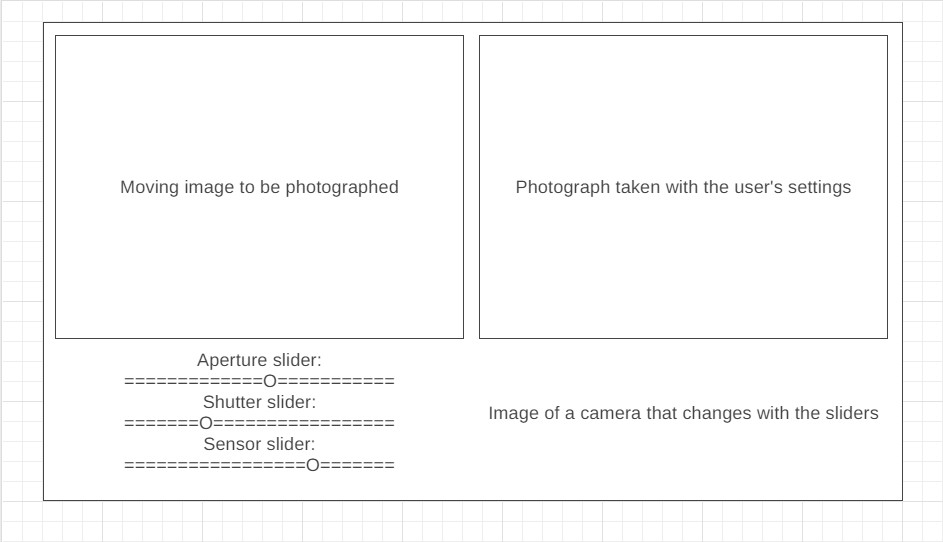 Moving image to be photographed
Photograph taken with the user's settings
Aperture slider:
=============O===========
Shutter slider:
=======O=================
Sensor slider:
=================O=======
Image of a camera that changes with the sliders